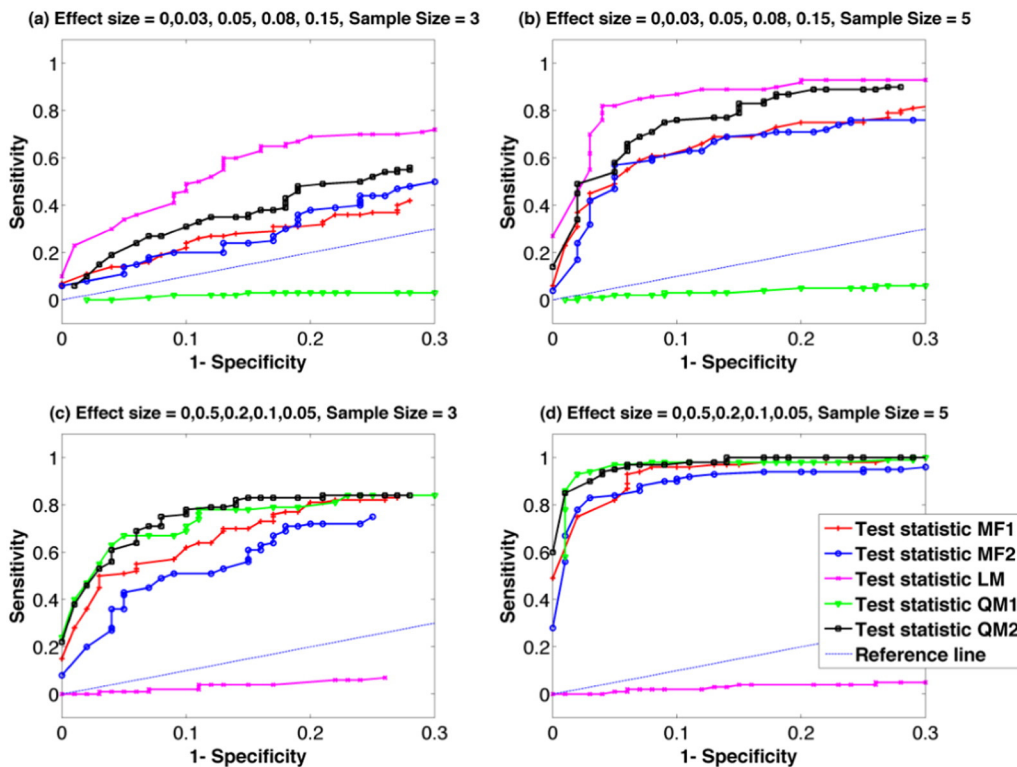 (a) Effect size = 0,0.03, 0.05, 0.08, 0.15, Sample Size = 3
1
0.8
0.6
0.4
0.2
0
Sensitivity
0
0.1
0.2
0.3
1- Specificity
(b) Effect size = 0,0.03, 0.05, 0.08, 0.15, Sample Size = 5
1
0.8
0.6
0.4
0.2
0
Sensitivity
0
0.1
0.2
0.3
1- Specificity
(c) Effect size = 0,0.5,0.2,0.1,0.05, Sample Size = 3
1
0.8
0.6
0.4
0.2
0
Sensitivity
0
0.1
0.2
0.3
1- Specificity
(d) Effect size = 0,0.5,0.2,0.1,0.05, Sample Size = 5
1
0.8
0.6
0.4
0.2
0
Sensitivity
0
0.1
0.2
0.3
1- Specificity
Test statistic MF1
Test statistic MF2
Test statistic LM
Test statistic QM1
Test statistic QM2
Reference line